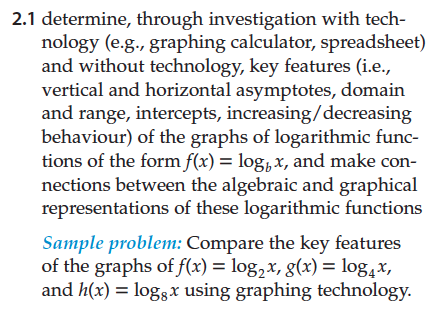 2.1 determine, through investigation with tech-
nology (e.g., graphing calculator, spreadsheet)
and without technology, key features (i.e.,
vertical and horizontal asymptotes, domain
and range, intercepts, increasing/decreasing
behaviour) of the graphs of logarithmic func-
tions of the form f(x) = log_b x, and make con-
nections between the algebraic and graphical
representations of these logarithmic functions
Sample problem: Compare the key features
of the graphs of f(x) = log₂x, g(x) = log₄x,
and h(x) = log₈x using graphing technology.